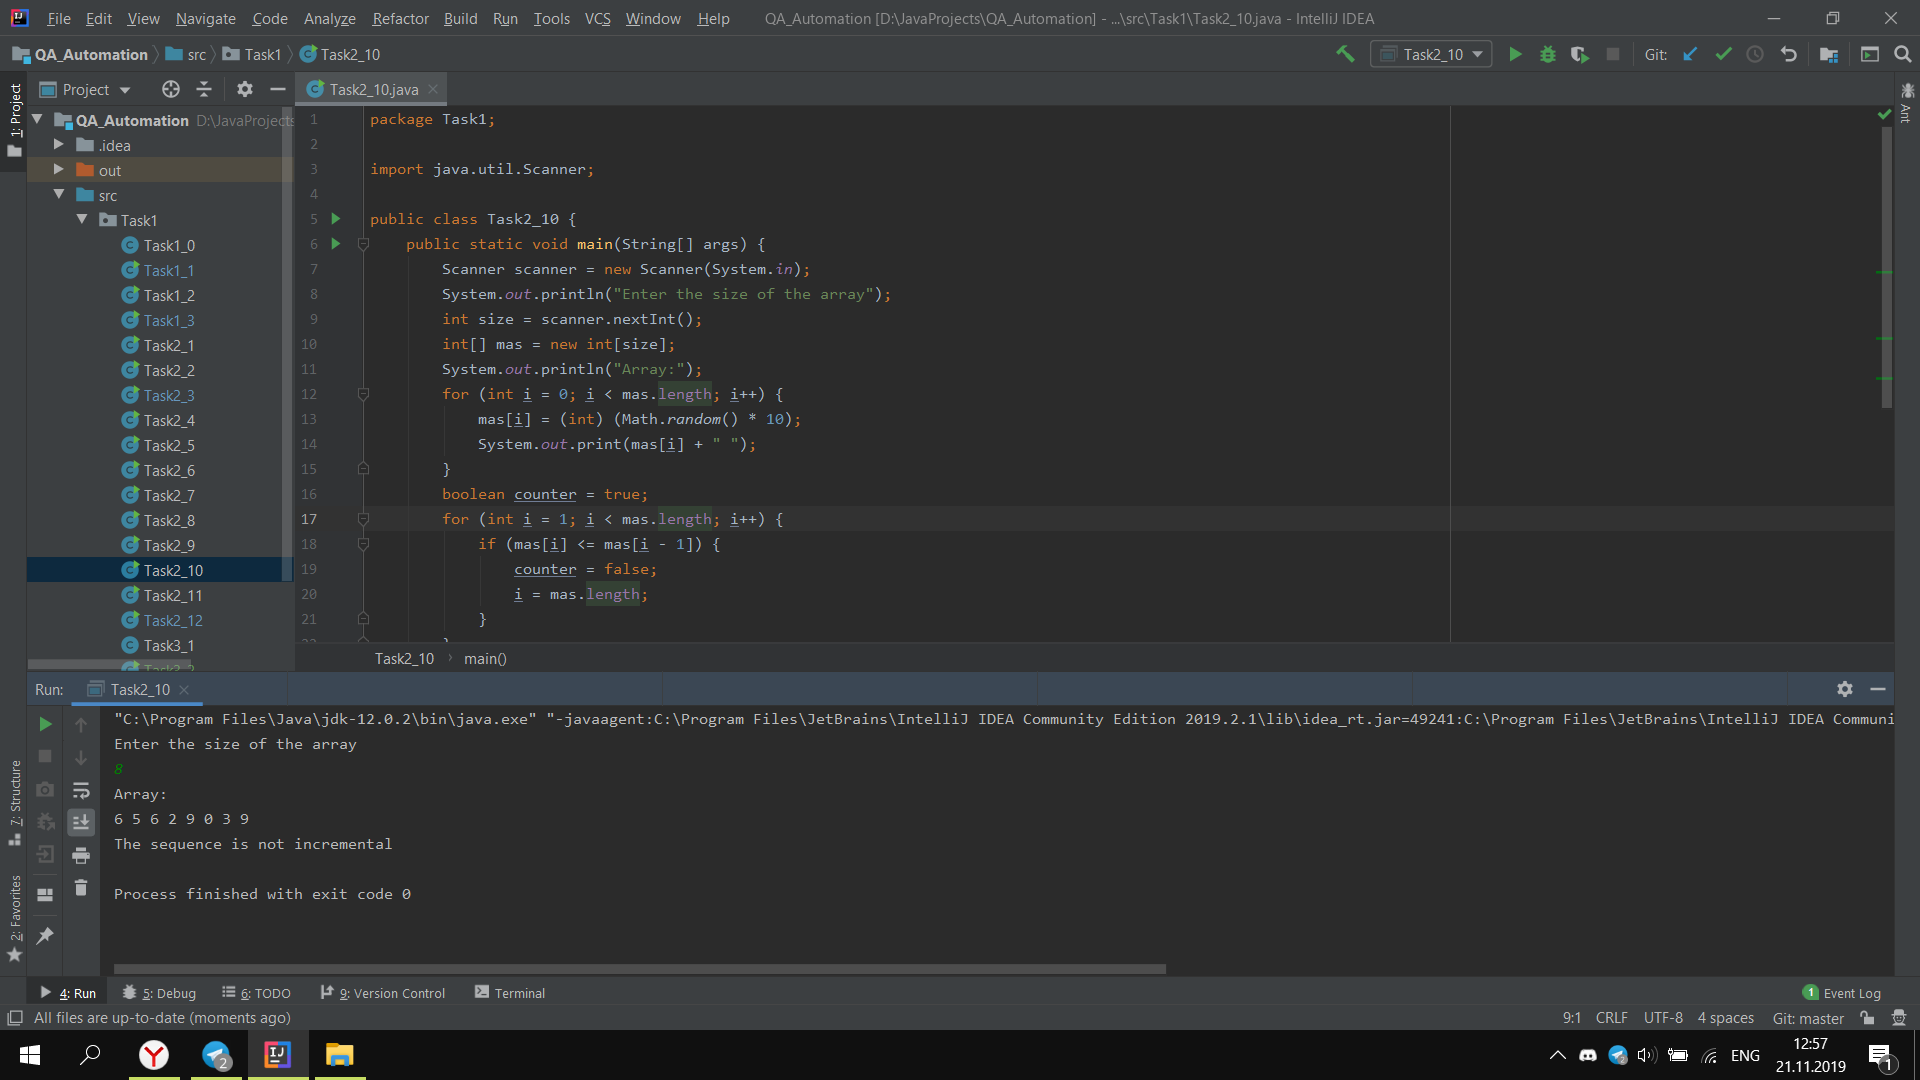 File Edit View Navigate Code Analyze Refactor Build Run Tools VCS Window Help QA_Automation [D:\JavaProjects\QA_Automation] - ...\src\Task1\Task2_10.java - IntelliJ IDEA
QA_Automation src Task1 Task2_10 Task2_10 Git:
Project Task2_10.java
1: Project
Ant
QA_Automation D:\JavaProjects
.idea
out
src
Task1
Task1_0
Task1_1
Task1_2
Task1_3
Task2_1
Task2_2
Task2_3
Task2_4
Task2_5
Task2_6
Task2_7
Task2_8
Task2_9
Task2_10
Task2_11
Task2_12
Task3_1
Task3_2
1 package Task1;
2
3 import java.util.Scanner;
4
5 public class Task2_10 {
6 public static void main(String[] args) {
7 Scanner scanner = new Scanner(System.in);
8 System.out.println("Enter the size of the array");
9 int size = scanner.nextInt();
10 int[] mas = new int[size];
11 System.out.println("Array:");
12 for (int i = 0; i < mas.length; i++) {
13 mas[i] = (int) (Math.random() * 10);
14 System.out.print(mas[i] + " ");
15 }
16 boolean counter = true;
17 for (int i = 1; i < mas.length; i++) {
18 if (mas[i] <= mas[i - 1]) {
19 counter = false;
20 i = mas.length;
21 }
22 }
Task2_10 › main()
Run: Task2_10
"C:\Program Files\Java\jdk-12.0.2\bin\java.exe" "-javaagent:C:\Program Files\JetBrains\IntelliJ IDEA Community Edition 2019.2.1\lib\idea_rt.jar=49241:C:\Program Files\JetBrains\IntelliJ IDEA Communi
Enter the size of the array
8
Array:
6 5 6 2 9 0 3 9
The sequence is not incremental
Process finished with exit code 0
7: Structure
2: Favorites
4: Run 5: Debug 6: TODO 9: Version Control Terminal 1 Event Log
All files are up-to-date (moments ago) 9:1 CRLF UTF-8 4 spaces Git: master
2 ENG 12:57
21.11.2019 1